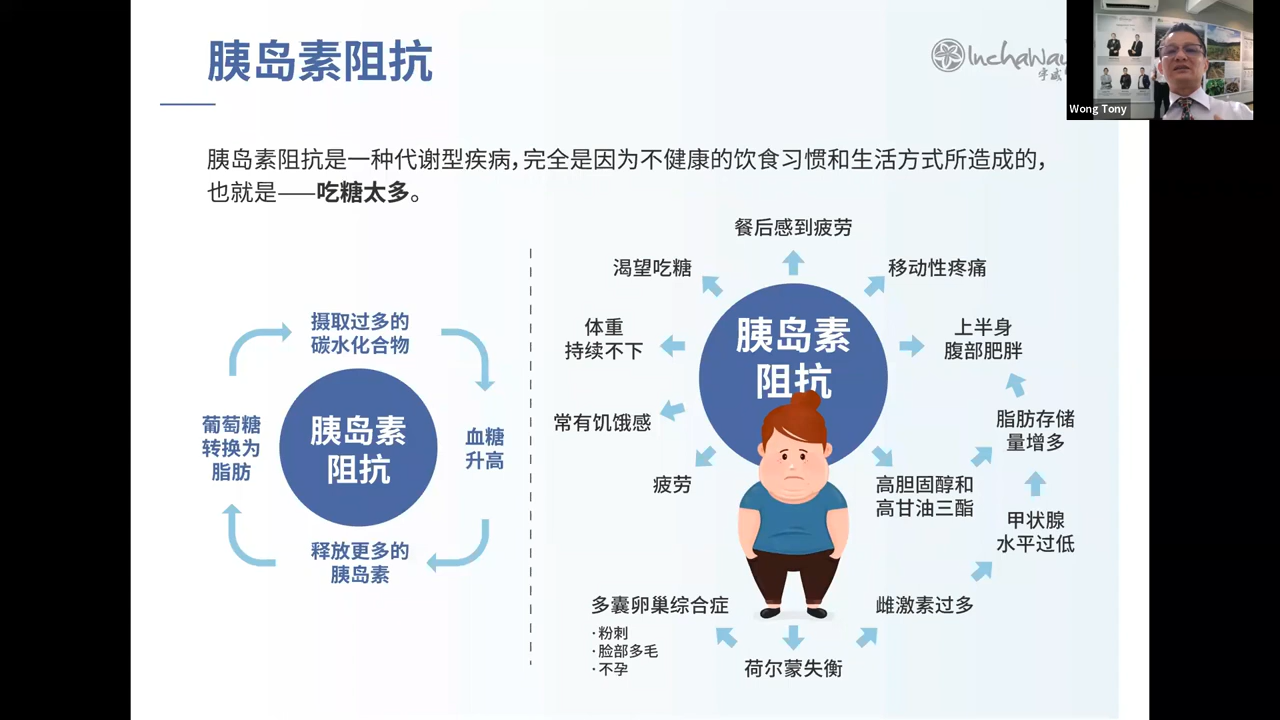 胰岛素阻抗
InchaWay
Wong Tony
胰岛素阻抗是一种代谢型疾病，完全是因为不健康的饮食习惯和生活方式所造成的，
也就是——吃糖太多。
摄取过多的
碳水化合物
血糖
升高
释放更多的
胰岛素
葡萄糖
转换为
脂肪
胰岛素
阻抗
餐后感到疲劳
渴望吃糖
移动性疼痛
体重
持续不下
上半身
腹部肥胖
胰岛素
阻抗
常有饥饿感
脂肪存储
量增多
疲劳
高胆固醇和
高甘油三酯
甲状腺
水平过低
多囊卵巢综合症
·粉刺
·脸部多毛
·不孕
雌激素过多
荷尔蒙失衡